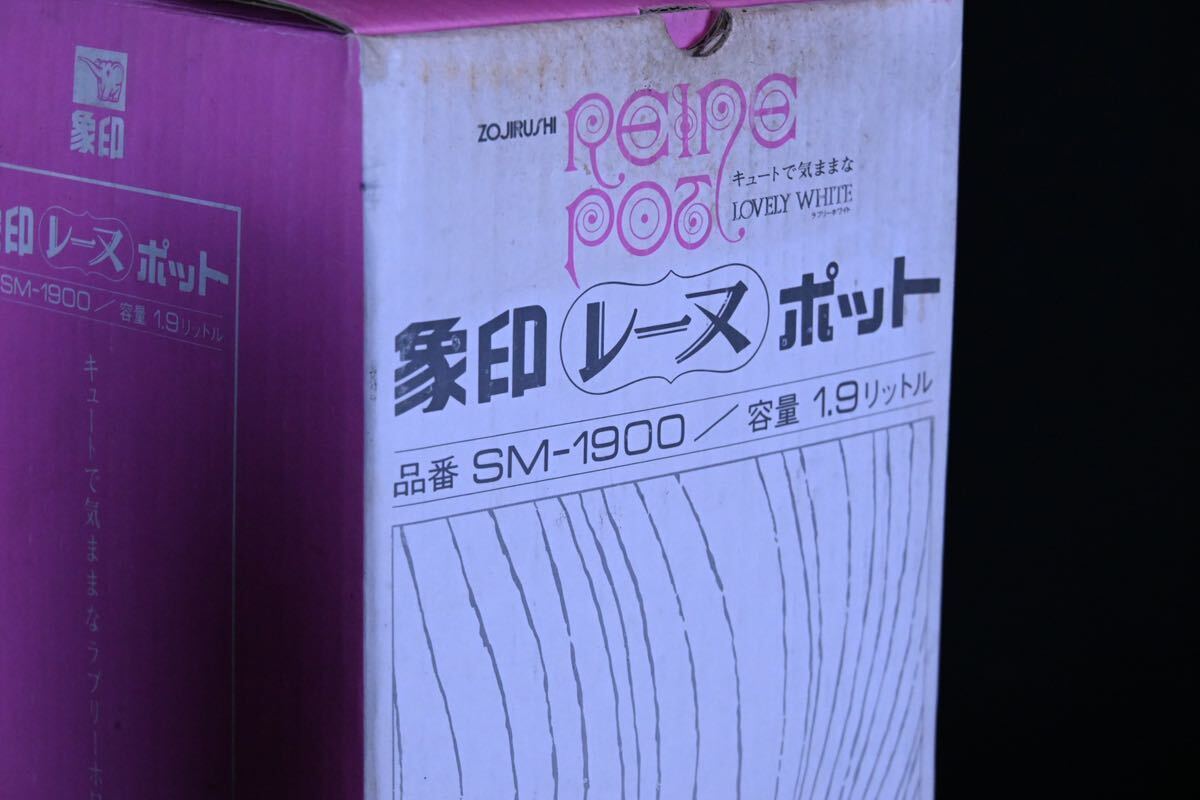 象印
印 レーヌ ポット
SM-1900／容量 1.9リットル
キュートで気ままなラブリーホ
ZOJIRUSHI
REINE
POT
キュートで気ままな
LOVELY WHITE
ラブリーホワイト
象印 レーヌ ポット
品番 SM-1900／容量 1.9リットル